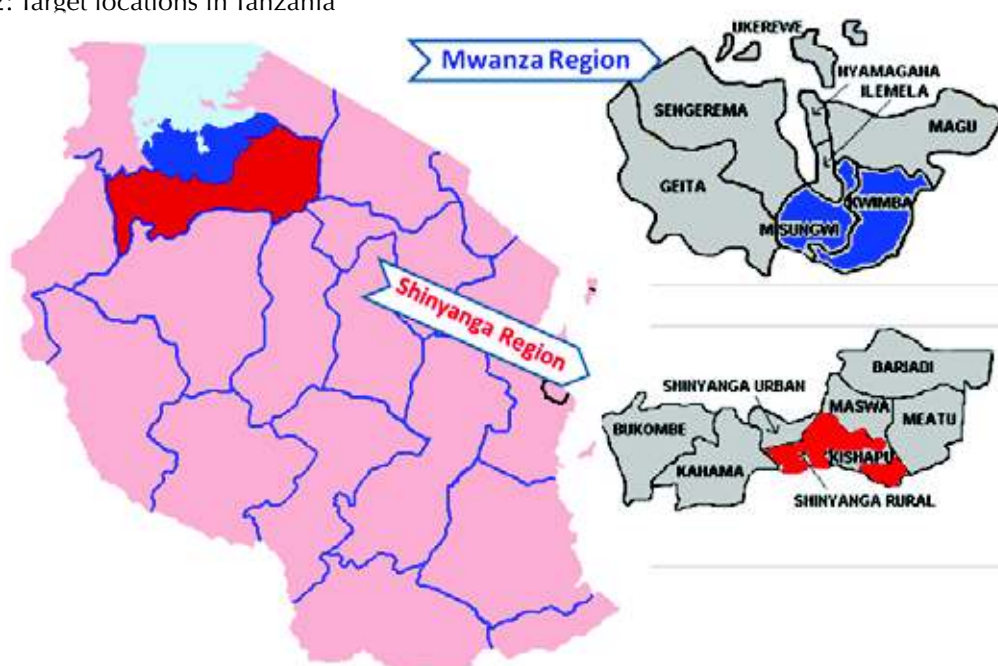 2: Target locations in Tanzania
Mwanza Region
UKEREWE
NYAMAGANA
ILEMELA
SENGEREMA
MAGU
GEITA
KWIMBA
MISUNGWI
Shinyanga Region
BARIADI
SHINYANGA URBAN
MASWA
MEATU
BUKOMBE
KISHAPU
KAHAMA
SHINYANGA RURAL